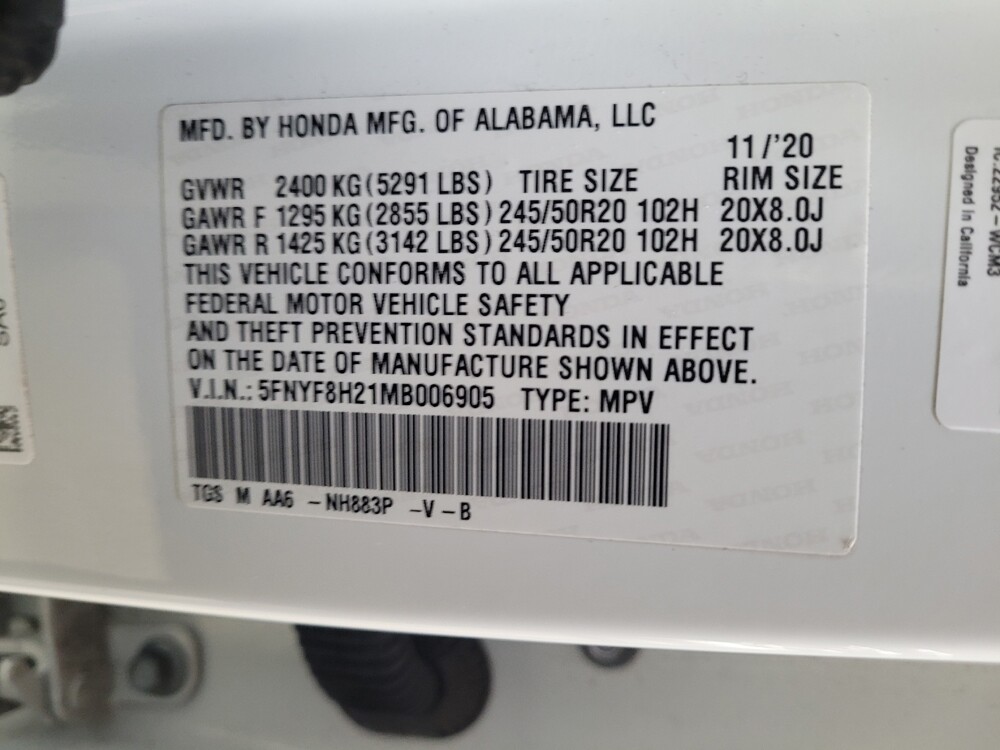 MFD. BY HONDA MFG. OF ALABAMA, LLC
11/'20
GVWR 2400 KG (5291 LBS) TIRE SIZE RIM SIZE
GAWR F 1295 KG (2855 LBS) 245/50R20 102H 20X8.0J
GAWR R 1425 KG (3142 LBS) 245/50R20 102H 20X8.0J
THIS VEHICLE CONFORMS TO ALL APPLICABLE
FEDERAL MOTOR VEHICLE SAFETY
AND THEFT PREVENTION STANDARDS IN EFFECT
ON THE DATE OF MANUFACTURE SHOWN ABOVE.
V.I.N.: 5FNYF8H21MB006905 TYPE: MPV
TGS M AA6 -NH883P -V -B
Designed in California